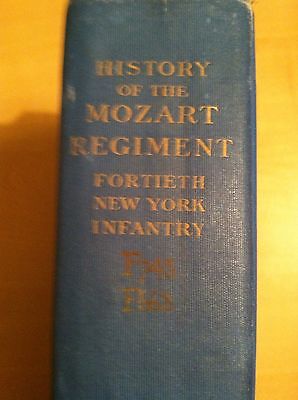 HISTORY
OF THE
MOZART
REGIMENT
FORTIETH
NEW YORK
INFANTRY